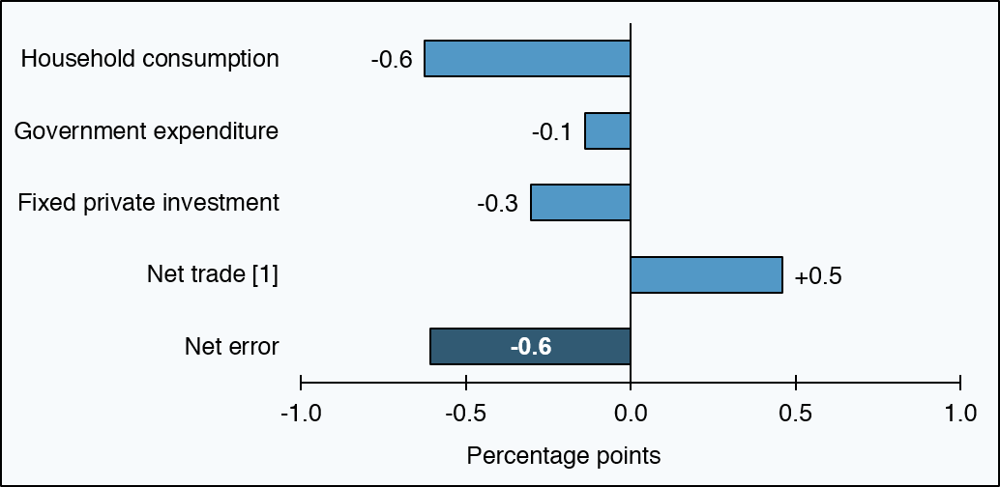 Household consumption -0.6
Government expenditure -0.1
Fixed private investment -0.3
Net trade [1] +0.5
Net error -0.6
-1.0 -0.5 0.0 0.5 1.0
Percentage points